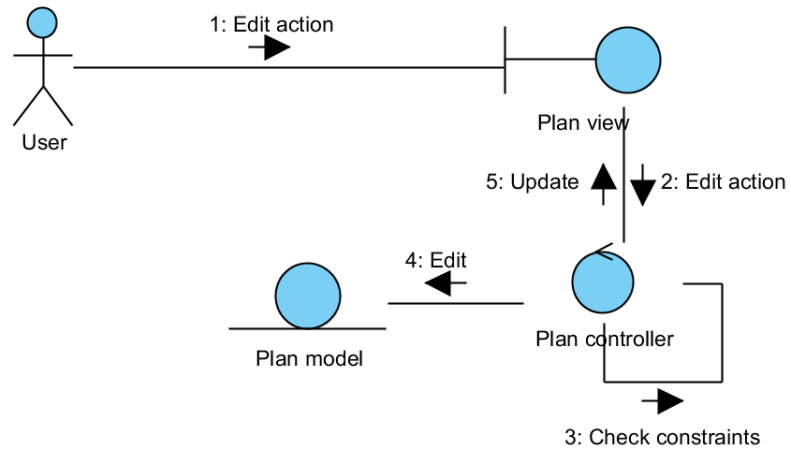 1: Edit action
User
Plan view
5: Update
2: Edit action
4: Edit
Plan controller
Plan model
3: Check constraints